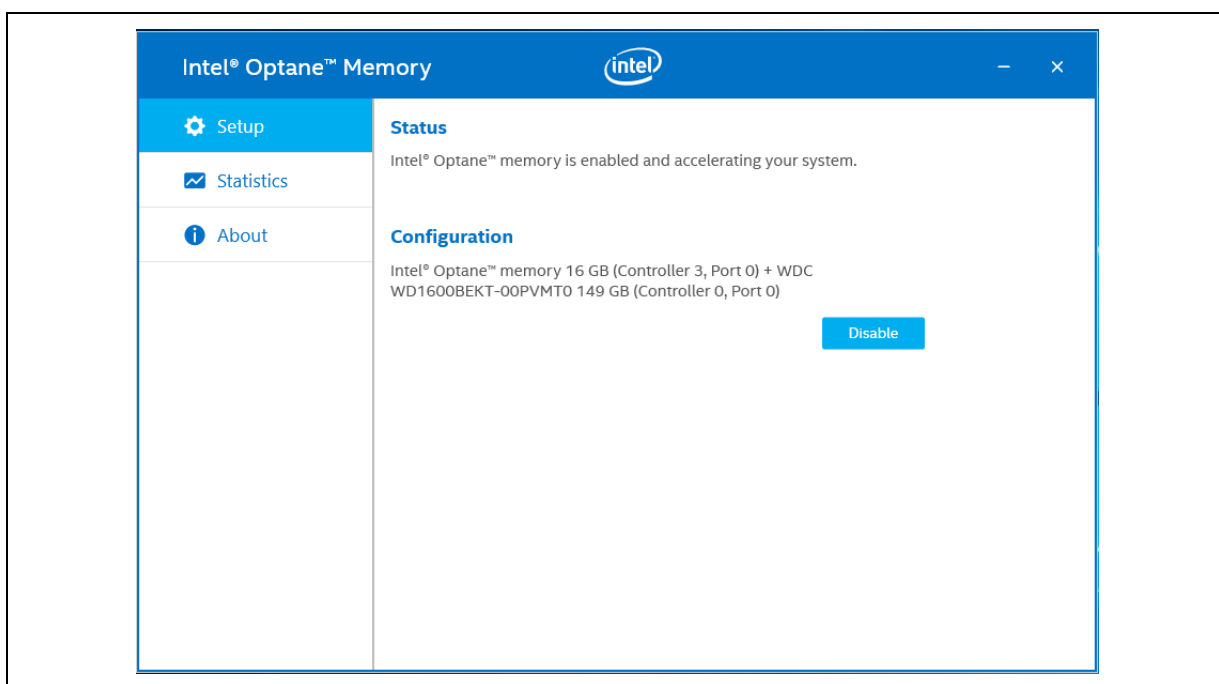 Intel® Optane™ Memory
intel
Setup
Statistics
About
Status
Intel® Optane™ memory is enabled and accelerating your system.
Configuration
Intel® Optane™ memory 16 GB (Controller 3, Port 0) + WDC
WD1600BEKT-00PVMT0 149 GB (Controller 0, Port 0)
Disable